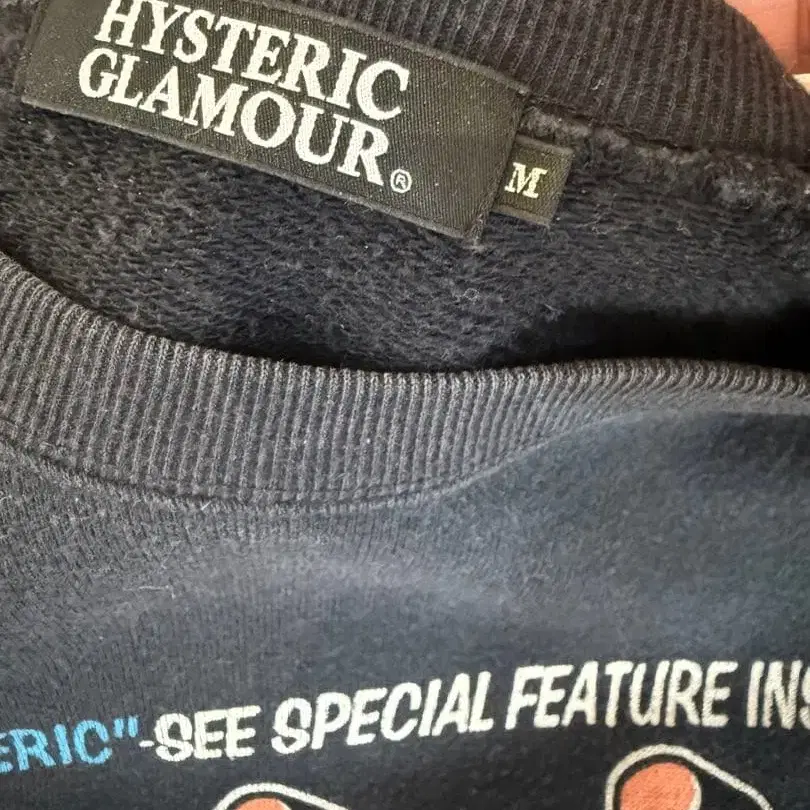 HYSTERIC
GLAMOUR®
M
ERIC"-SEE SPECIAL FEATURE INS